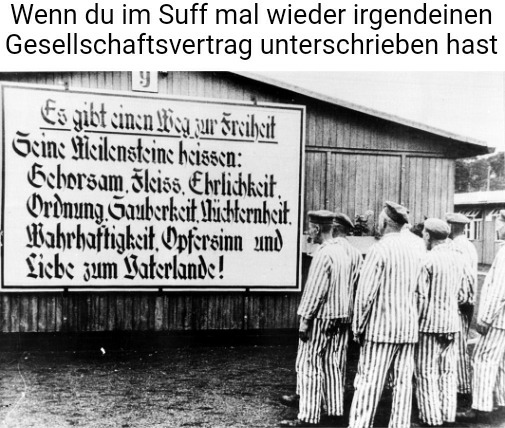 Wenn du im Suff mal wieder irgendeinen
Gesellschaftsvertrag unterschrieben hast
9
Es gibt einen Weg zur Freiheit
Seine Meilensteine heissen:
Gehorsam, Fleiss, Ehrlichkeit,
Ordnung, Sauberkeit, Nüchternheit,
Wahrhaftigkeit, Opfersinn und
Liebe zum Vaterlande!